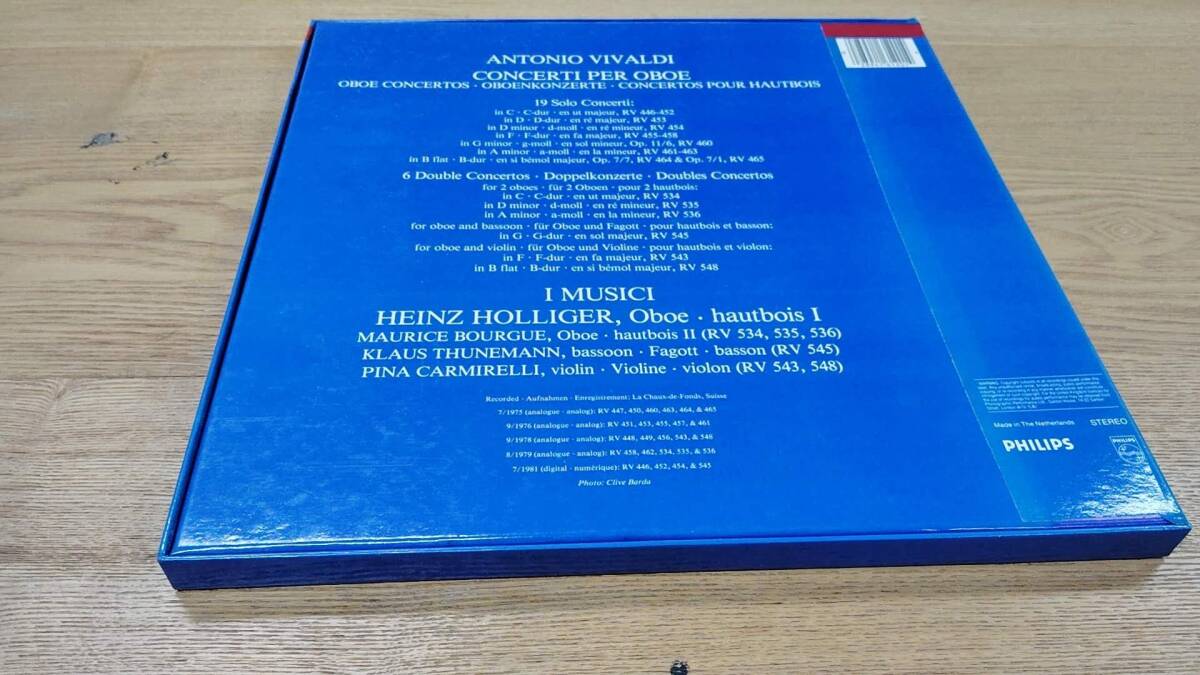 ANTONIO VIVALDI
CONCERTI PER OBOE
OBOE CONCERTOS · OBOENKONZERTE · CONCERTOS POUR HAUTBOIS
19 Solo Concerti:
in C · C-dur · en ut majeur, RV 446-452
in D · D-dur · en ré majeur, RV 453
in D minor · d-moll · en ré mineur, RV 454
in F · F-dur · en fa majeur, RV 455-458
in G minor · g-moll · en sol mineur, Op. 11/6, RV 460
in A minor · a-moll · en la mineur, RV 461-463
in B flat · B-dur · en si bémol majeur, Op. 7/7, RV 464 & Op. 7/1, RV 465
6 Double Concertos · Doppelkonzerte · Doubles Concertos
for 2 oboes · für 2 Oboen · pour 2 hautbois:
in C · C-dur · en ut majeur, RV 534
in D minor · d-moll · en ré mineur, RV 535
in A minor · a-moll · en la mineur, RV 536
for oboe and bassoon · für Oboe und Fagott · pour hautbois et basson:
in G · G-dur · en sol majeur, RV 545
for oboe and violin · für Oboe und Violine · pour hautbois et violon:
in F · F-dur · en fa majeur, RV 543
in B flat · B-dur · en si bémol majeur, RV 548
I MUSICI
HEINZ HOLLIGER, Oboe · hautbois I
MAURICE BOURGUE, Oboe · hautbois II (RV 534, 535, 536)
KLAUS THUNEMANN, bassoon · Fagott · basson (RV 545)
PINA CARMIRELLI, violin · Violine · violon (RV 543, 548)
Recorded · Aufnahmen · Enregistrement: La Chaux-de-Fonds, Suisse
7/1975 (analogue · analog): RV 447, 450, 460, 463, 464, & 465
9/1976 (analogue · analog): RV 451, 453, 455, 457, & 461
9/1978 (analogue · analog): RV 448, 449, 456, 543, & 548
8/1979 (analogue · analog): RV 458, 462, 534, 535, & 536
7/1981 (digital · numérique): RV 446, 452, 454, & 545
Photo: Clive Barda
Made in The Netherlands STEREO
PHILIPS
PHILIPS